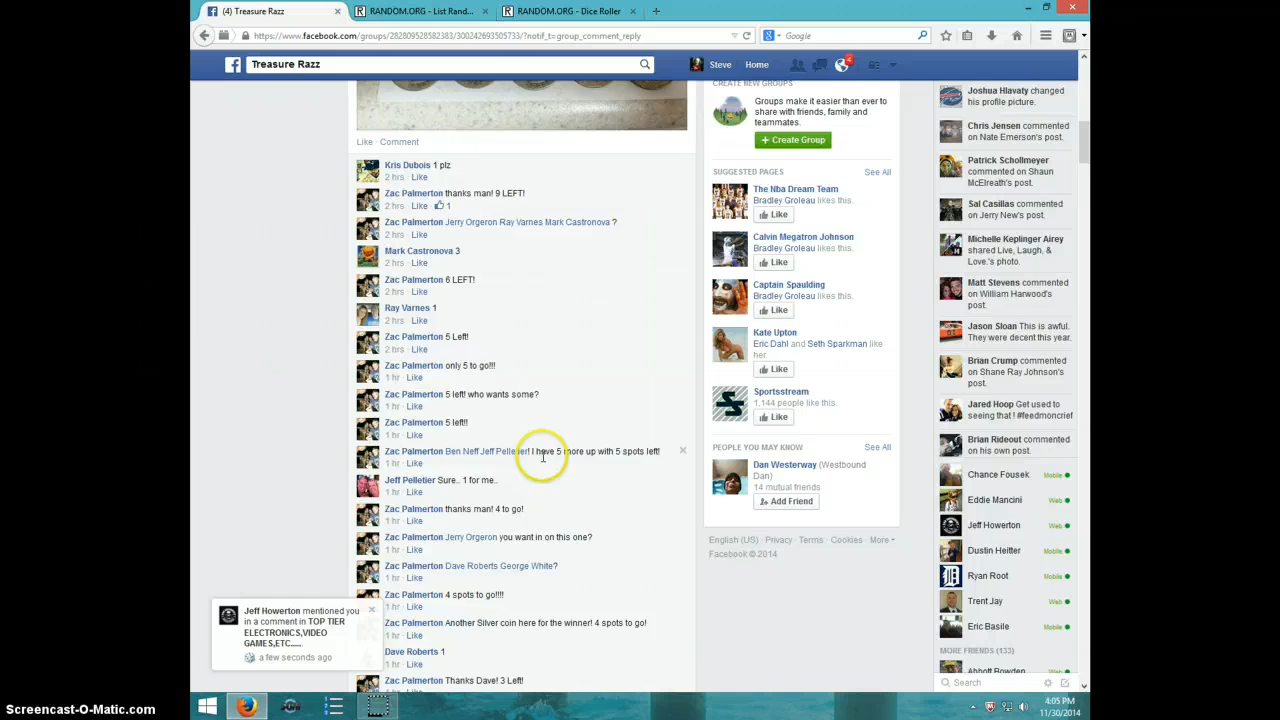 (4) Treasure Razz
RANDOM.ORG - List Rand...
RANDOM.ORG - Dice Roller
https://www.facebook.com/groups/282809528582383/300242693505733/?notif_t=group_comment_reply
Google
Treasure Razz
Steve
Home
4
Like · Comment
Kris Dubois 1 plz
2 hrs · Like
Zac Palmerton thanks man! 9 LEFT!
2 hrs · Like · 1
Zac Palmerton Jerry Orgeron Ray Varnes Mark Castronova ?
2 hrs · Like
Mark Castronova 3
2 hrs · Like
Zac Palmerton 6 LEFT!
2 hrs · Like
Ray Varnes 1
2 hrs · Like
Zac Palmerton 5 Left!
2 hrs · Like
Zac Palmerton only 5 to go!!!
1 hr · Like
Zac Palmerton 5 left! who wants some?
1 hr · Like
Zac Palmerton 5 left!!
1 hr · Like
Zac Palmerton Ben Neff Jeff Pelletier! I have 5 more up with 5 spots left!
1 hr · Like
Jeff Pelletier Sure.. 1 for me..
1 hr · Like
Zac Palmerton thanks man! 4 to go!
1 hr · Like
Zac Palmerton Jerry Orgeron you want in on this one?
1 hr · Like
Zac Palmerton Dave Roberts George White?
1 hr · Like
Zac Palmerton 4 spots to go!!!!
1 hr · Like
Zac Palmerton Another Silver coin here for the winner! 4 spots to go!
1 hr · Like
Dave Roberts 1
1 hr · Like
Zac Palmerton Thanks Dave! 3 Left!
Jeff Howerton mentioned you
in a comment in TOP TIER
ELECTRONICS,VIDEO
GAMES,ETC.....
a few seconds ago
CREATE NEW GROUPS
Groups make it easier than ever to
share with friends, family and
teammates.
+ Create Group
SUGGESTED PAGES
See All
The Nba Dream Team
Bradley Groleau likes this.
Like
Calvin Megatron Johnson
Bradley Groleau likes this.
Like
Captain Spaulding
Bradley Groleau likes this.
Like
Kate Upton
Eric Dahl and Seth Sparkman like
her.
Like
Sportsstream
1,144 people like this.
Like
PEOPLE YOU MAY KNOW
See All
Dan Westerway (Westbound
Dan)
14 mutual friends
Add Friend
English (US) · Privacy · Terms · Cookies · More
Facebook © 2014
Joshua Hlavaty changed
his profile picture.
Chris Jensen commented
on Nate Emerson's post.
Patrick Schollmeyer
commented on Shaun
McElreath's post.
Sal Casillas commented
on Jerry New's post.
Michelle Keplinger Airey
shared Live, Laugh, &
Love.'s photo.
Matt Stevens commented
on William Harwood's
post.
Jason Sloan This is awful.
They were decent this year.
Brian Crump commented
on Shane Ray Johnson's
post.
Jared Hoop Get used to
seeing that ! #feedmoncrief
Brian Rideout commented
on his own post.
Chance Fousek Mobile
Eddie Mancini Web
Jeff Howerton Web
Dustin Heitter Mobile
Ryan Root Mobile
Trent Jay Web
Eric Basile Mobile
MORE FRIENDS (133)
Abbott Bowden
Search
4:05 PM
11/30/2014
Screencast-O-Matic.com